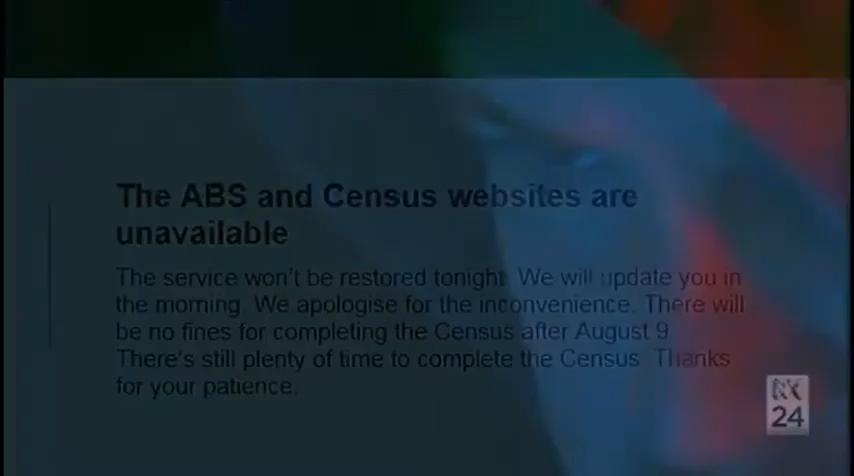 The ABS and Census websites are
unavailable
The service won't be restored tonight. We will update you in
the morning. We apologise for the inconvenience. There will
be no fines for completing the Census after August 9.
There's still plenty of time to complete the Census. Thanks
for your patience.
24